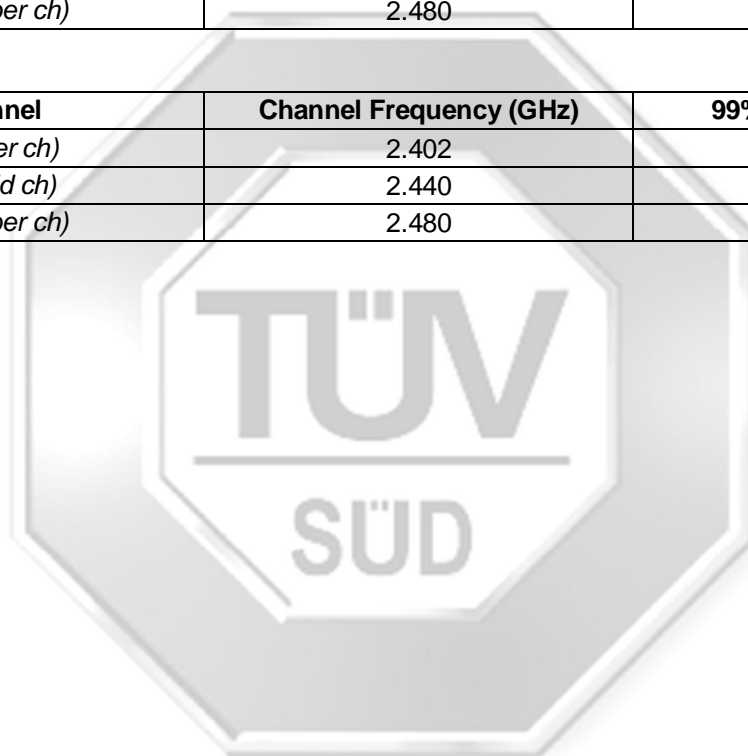 per ch) 2.480
nnel Channel Frequency (GHz) 99%
er ch) 2.402
d ch) 2.440
per ch) 2.480
TÜV
SÜD